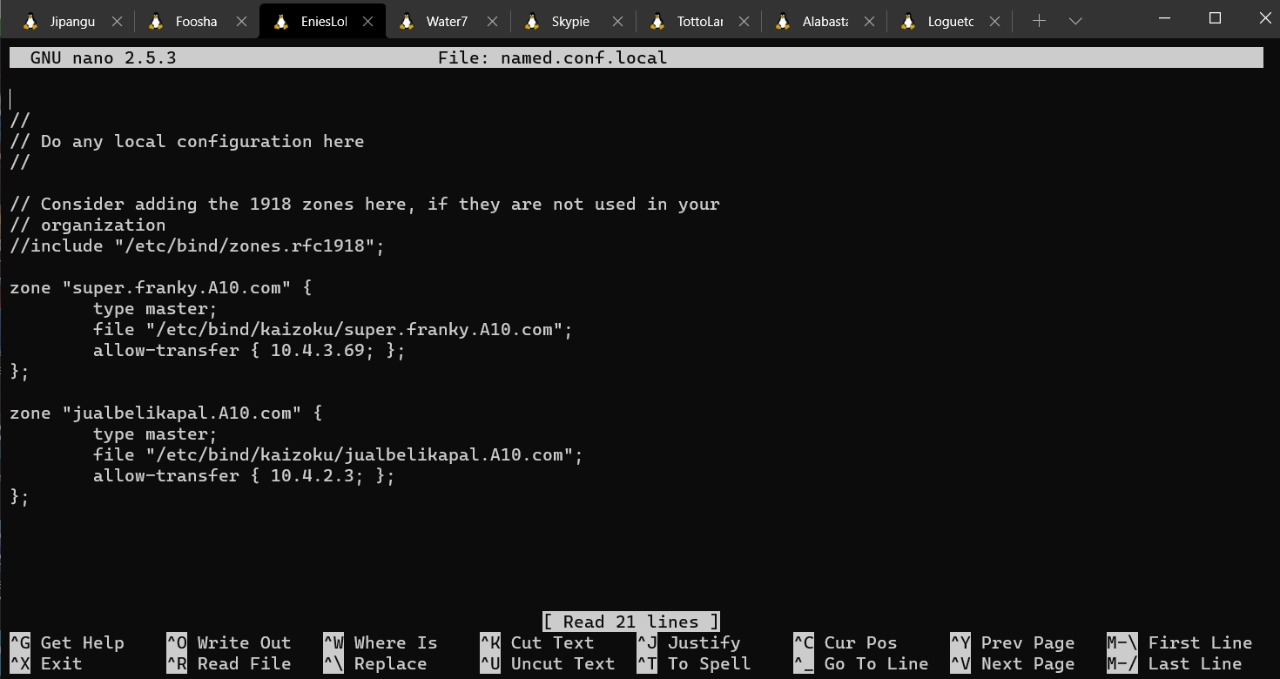 Jipangu Foosha EniesLol Water7 Skypie TottoLar Alabasta Loguetc
GNU nano 2.5.3 File: named.conf.local
//
// Do any local configuration here
//
// Consider adding the 1918 zones here, if they are not used in your
// organization
//include "/etc/bind/zones.rfc1918";
zone "super.franky.A10.com" {
type master;
file "/etc/bind/kaizoku/super.franky.A10.com";
allow-transfer { 10.4.3.69; };
};
zone "jualbelikapal.A10.com" {
type master;
file "/etc/bind/kaizoku/jualbelikapal.A10.com";
allow-transfer { 10.4.2.3; };
};
[ Read 21 lines ]
^G Get Help ^O Write Out ^W Where Is ^K Cut Text ^J Justify ^C Cur Pos ^Y Prev Page M-\ First Line
^X Exit ^R Read File ^\ Replace ^U Uncut Text ^T To Spell ^_ Go To Line ^V Next Page M-/ Last Line